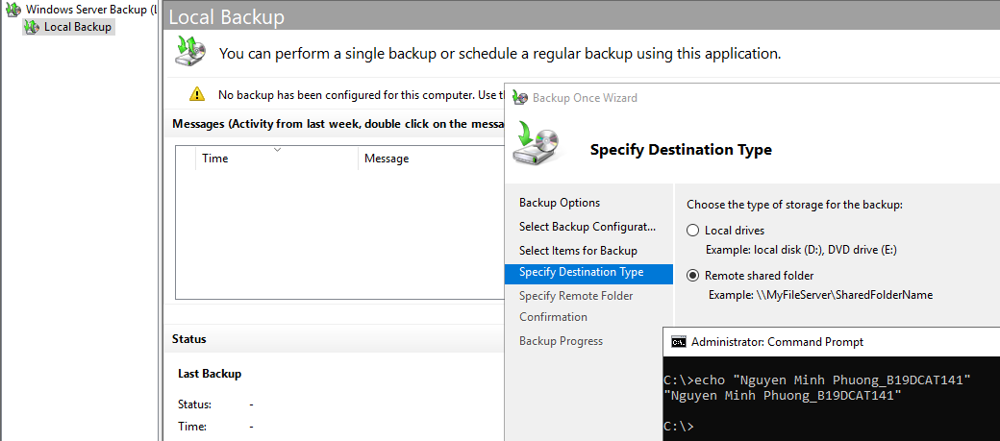 Windows Server Backup (L
Local Backup
Local Backup
You can perform a single backup or schedule a regular backup using this application.
No backup has been configured for this computer. Use t
Messages (Activity from last week, double click on the messa
Time
Message
Status
Last Backup
Status: -
Time: -
Backup Once Wizard
Specify Destination Type
Backup Options
Select Backup Configurat...
Select Items for Backup
Specify Destination Type
Specify Remote Folder
Confirmation
Backup Progress
Choose the type of storage for the backup:
Local drives
Example: local disk (D:), DVD drive (E:)
Remote shared folder
Example: \\MyFileServer\SharedFolderName
Administrator: Command Prompt
C:\>echo "Nguyen Minh Phuong_B19DCAT141"
"Nguyen Minh Phuong_B19DCAT141"
C:\>